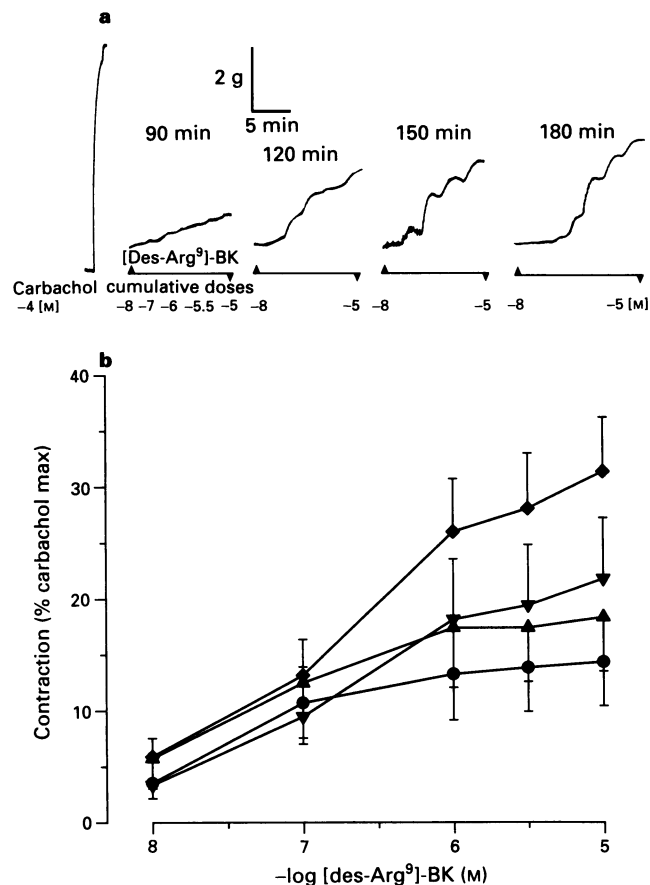 a
2 g
5 min
90 min
120 min
150 min
180 min
[Des-Arg⁹]-BK
Carbachol cumulative doses
–4 [M] –8 –7 –6 –5.5 –5 –8 –5 –8 –5 –8 –5 [M]
b
40
30
20
10
0
Contraction (% carbachol max)
8 7 6 5
–log [des-Arg⁹]-BK (M)